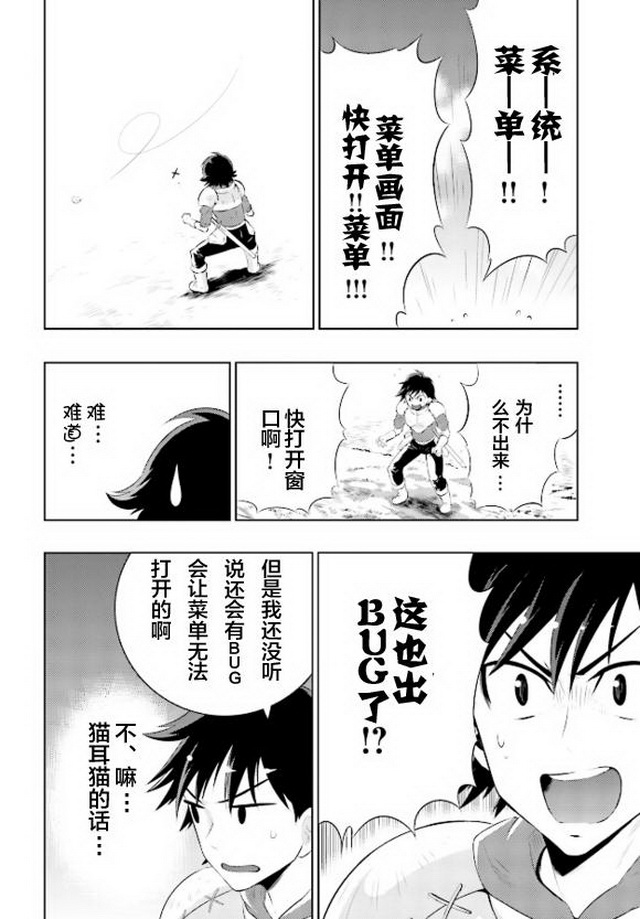 系—统—！
菜—单—！！
菜单画面！！
快打开！！菜单！！！
……
为什
么不出来…
快打开窗
口啊！
难…
难道…
这也出
BUG了！？
但是我还没听
说还会有BUG
会让菜单无法
打开的啊
不、嘛…
猫耳猫的话…